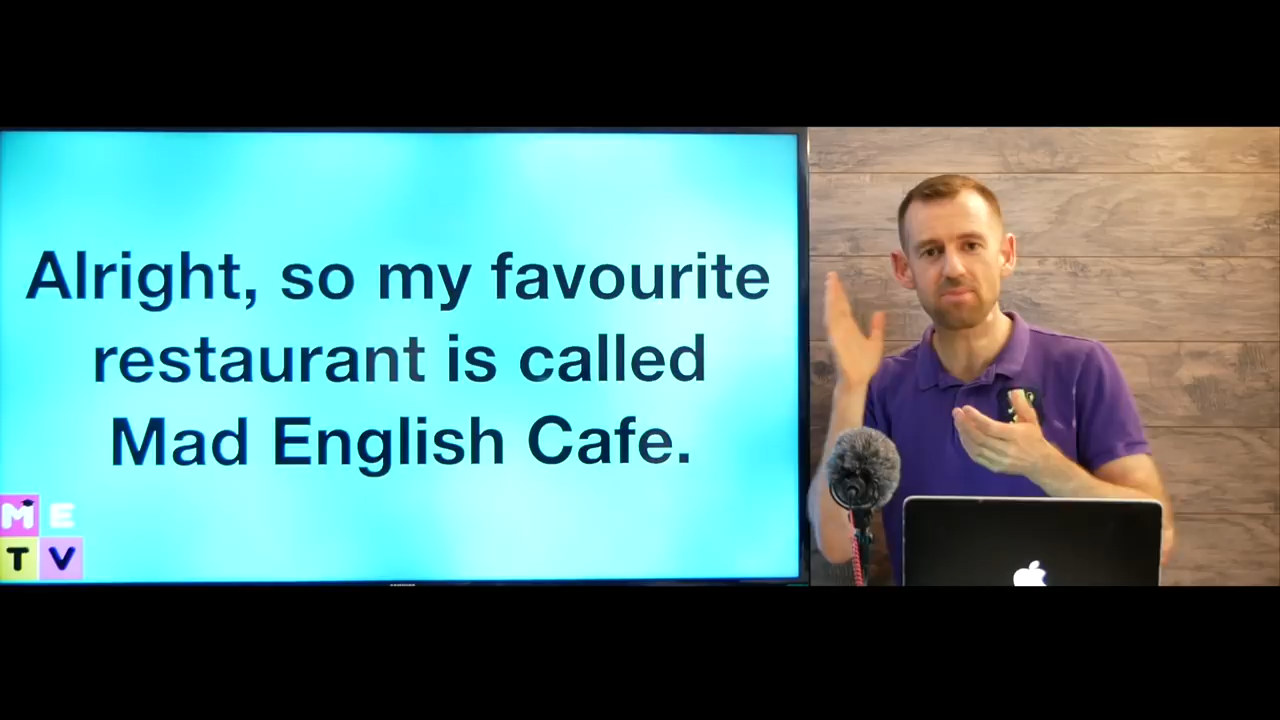 Alright, so my favourite
restaurant is called
Mad English Cafe.
M E
T V